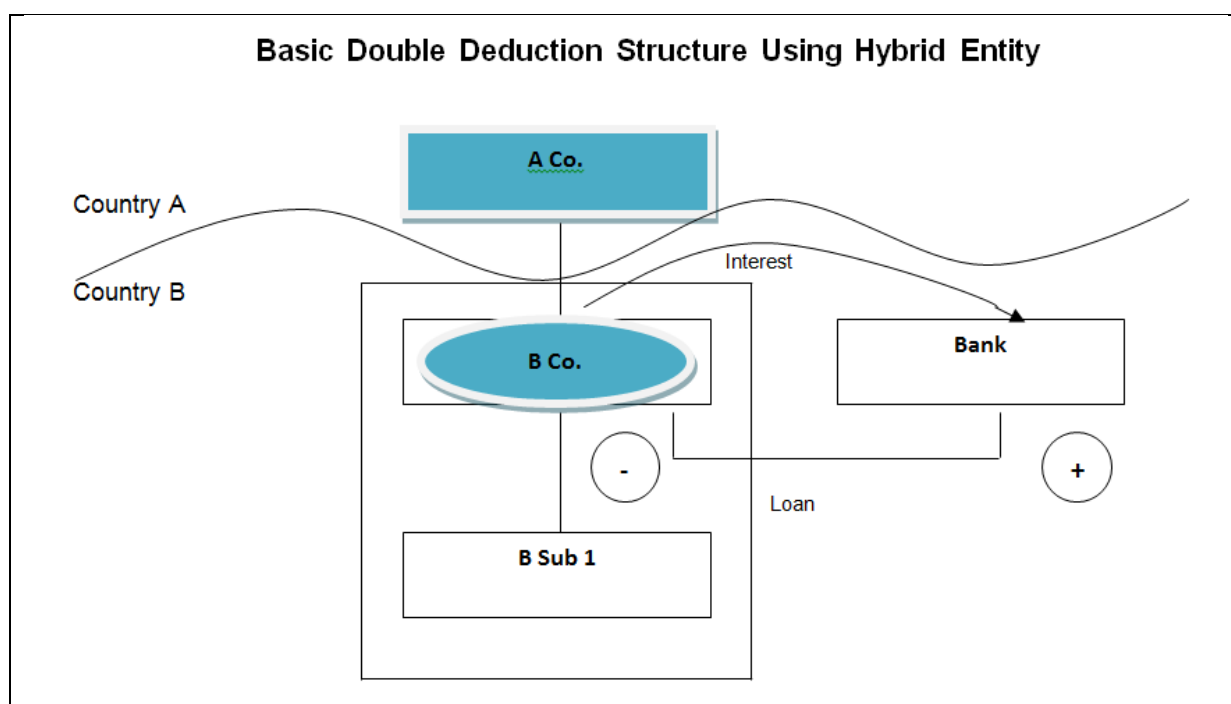 Basic Double Deduction Structure Using Hybrid Entity
A Co.
Country A
Interest
Country B
B Co.
Bank
-
+
Loan
B Sub 1